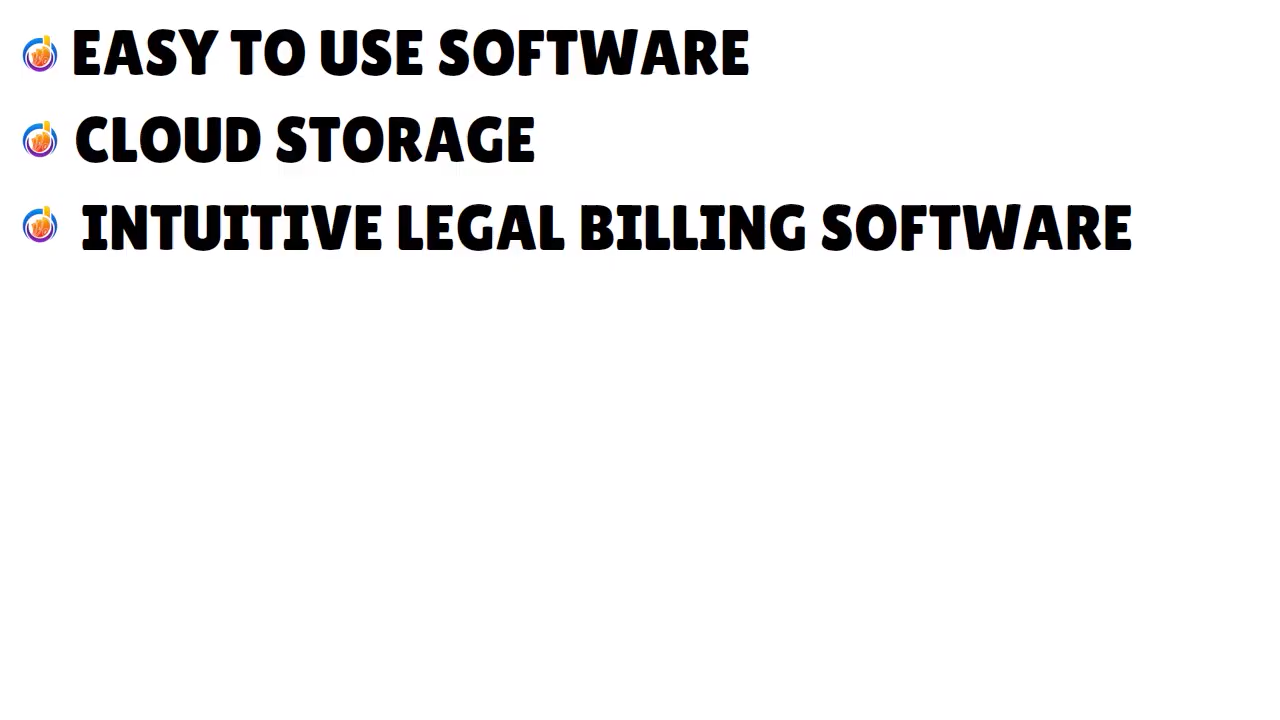 EASY TO USE SOFTWARE
CLOUD STORAGE
INTUITIVE LEGAL BILLING SOFTWARE